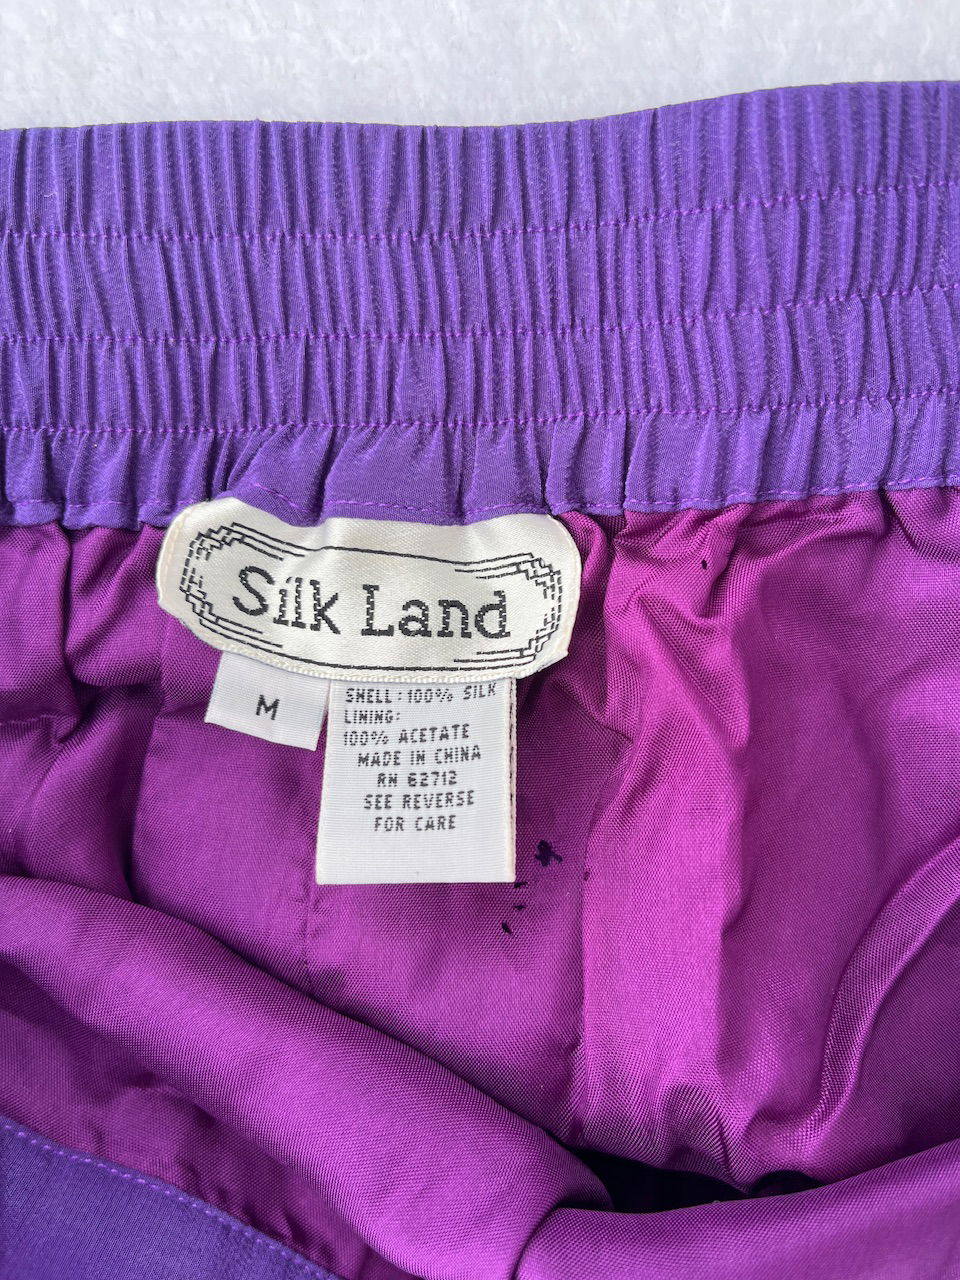 Silk Land
M
SHELL: 100% SILK
LINING:
100% ACETATE
MADE IN CHINA
RN 62712
SEE REVERSE
FOR CARE